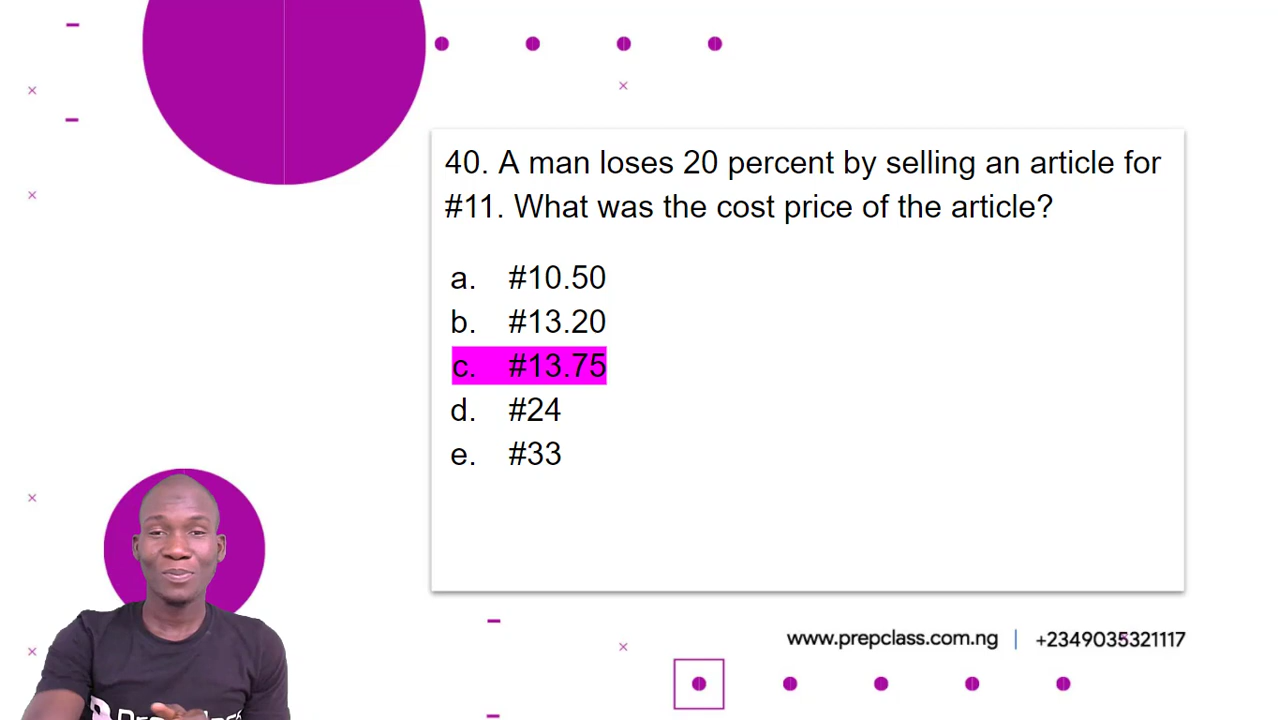 40. A man loses 20 percent by selling an article for
#11. What was the cost price of the article?
a. #10.50
b. #13.20
c. #13.75
d. #24
e. #33
www.prepclass.com.ng | +2349035321117